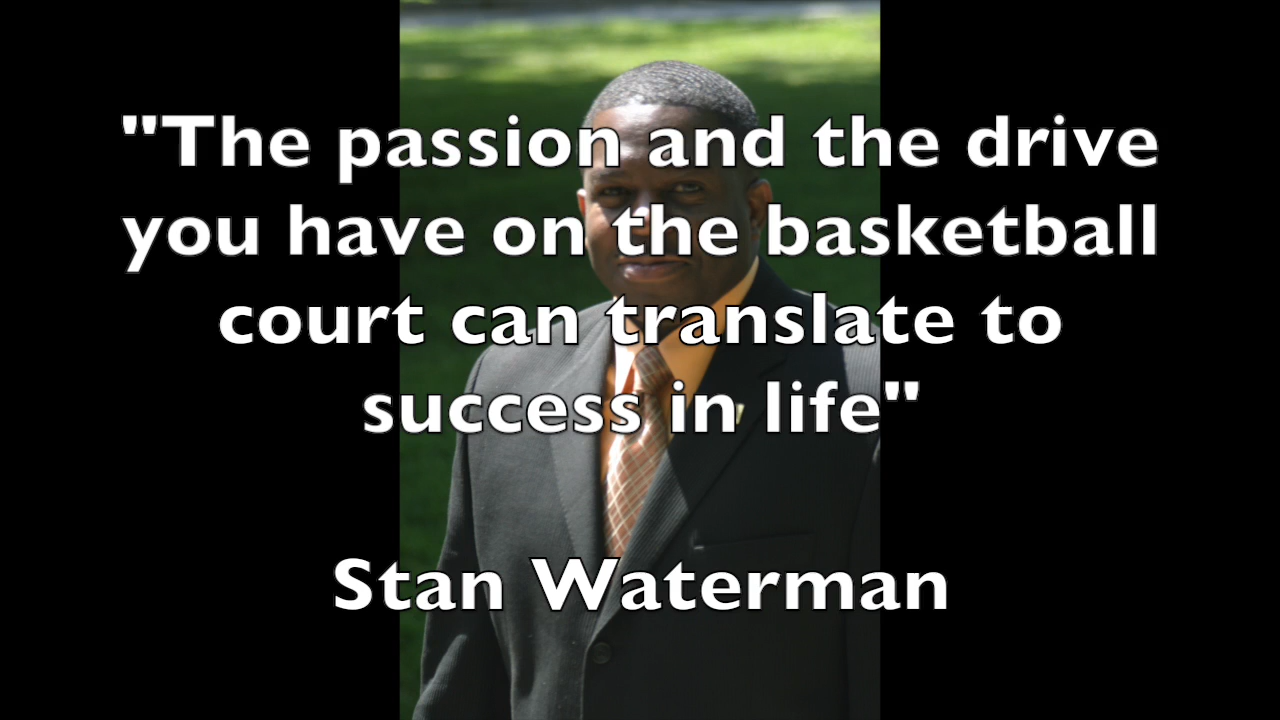 "The passion and the drive
you have on the basketball
court can translate to
success in life"
Stan Waterman